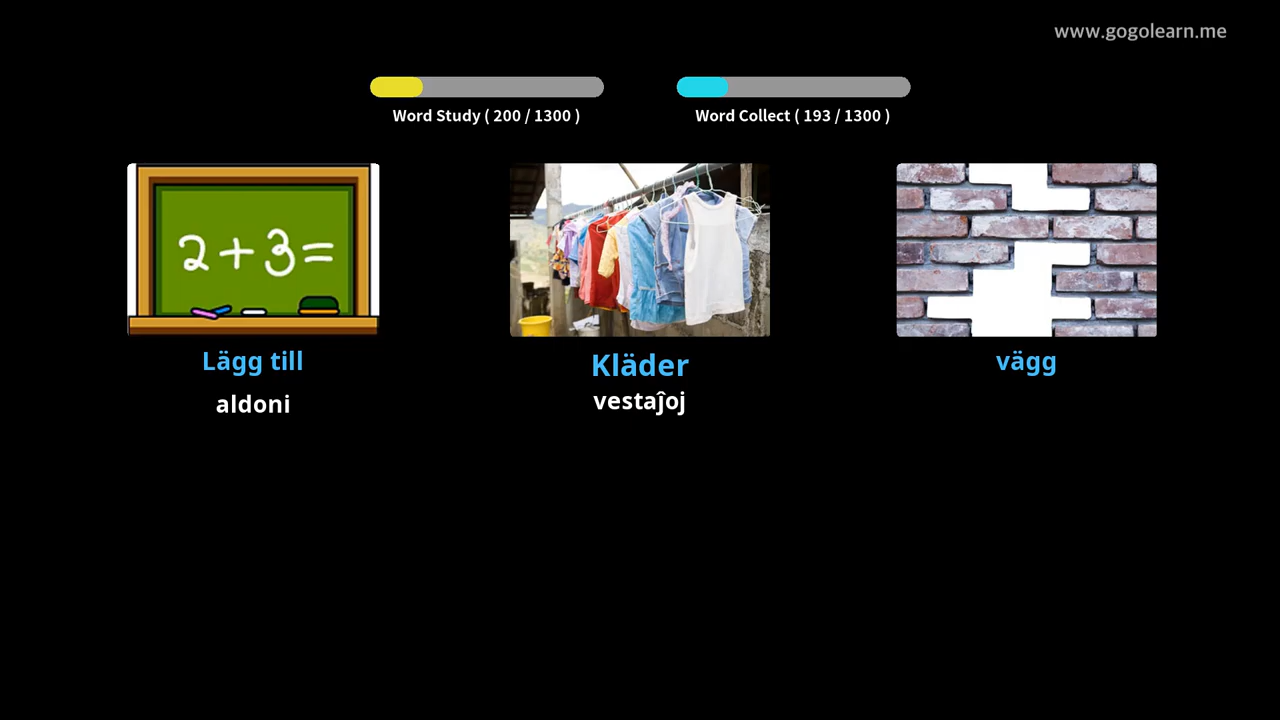 www.gogolearn.me
Word Study ( 200 / 1300 )
Word Collect ( 193 / 1300 )
2+3=
Lägg till
aldoni
Kläder
vestaĵoj
vägg